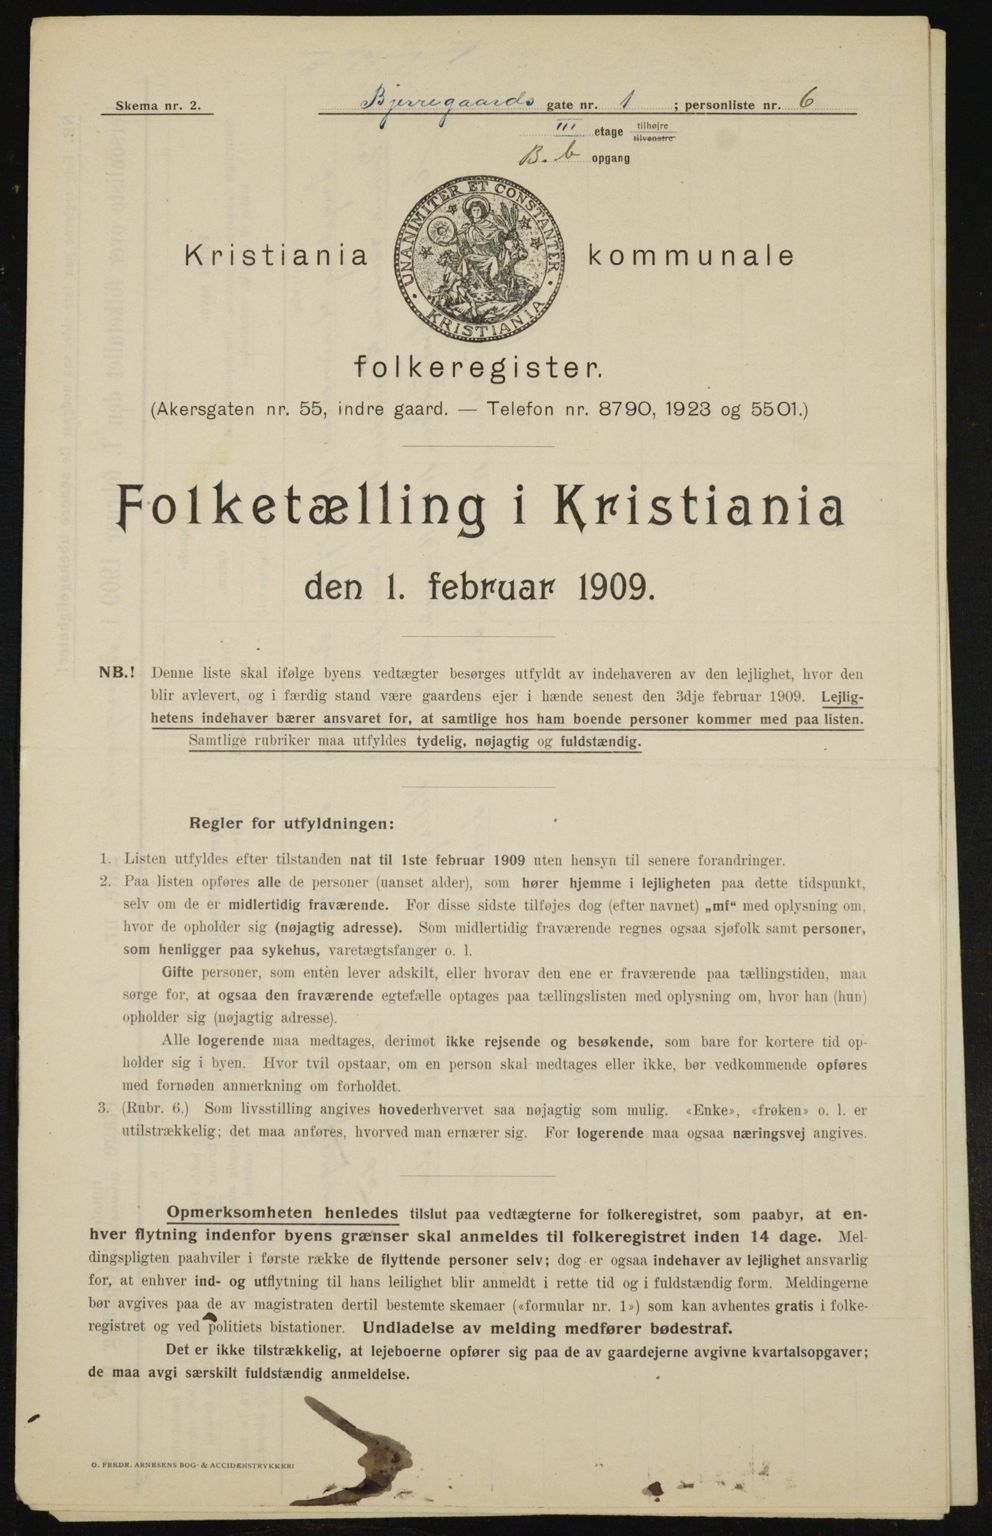 Skema nr. 2.
Bjerregaards gate nr. 1 ; personliste nr. 6
III etage tilhøjre
tilvenstre
B. b opgang
UNANIMITER ET CONSTANTER
KRISTIANIA
Kristiania kommunale
folkeregister.
(Akersgaten nr. 55, indre gaard. — Telefon nr. 8790, 1923 og 5501.)
Folketælling i Kristiania
den 1. februar 1909.
NB.! Denne liste skal ifølge byens vedtægter besørges utfyldt av indehaveren av den lejlighet, hvor den
blir avlevert, og i færdig stand være gaardens ejer i hænde senest den 3dje februar 1909. Lejlig-
hetens indehaver bærer ansvaret for, at samtlige hos ham boende personer kommer med paa listen.
Samtlige rubriker maa utfyldes tydelig, nøjagtig og fuldstændig.
Regler for utfyldningen:
1. Listen utfyldes efter tilstanden nat til 1ste februar 1909 uten hensyn til senere forandringer.
2. Paa listen opføres alle de personer (uanset alder), som hører hjemme i lejligheten paa dette tidspunkt,
selv om de er midlertidig fraværende. For disse sidste tilføjes dog (efter navnet) „mf“ med oplysning om,
hvor de opholder sig (nøjagtig adresse). Som midlertidig fraværende regnes ogsaa sjøfolk samt personer,
som henligger paa sykehus, varetægtsfanger o. l.
Gifte personer, som entèn lever adskilt, eller hvorav den ene er fraværende paa tællingstiden, maa
sørge for, at ogsaa den fraværende egtefælle optages paa tællingslisten med oplysning om, hvor han (hun)
opholder sig (nøjagtig adresse).
Alle logerende maa medtages, derimot ikke rejsende og besøkende, som bare for kortere tid op-
holder sig i byen. Hvor tvil opstaar, om en person skal medtages eller ikke, bør vedkommende opføres
med fornøden anmerkning om forholdet.
3. (Rubr. 6.) Som livsstilling angives hovederhvervet saa nøjagtig som mulig. «Enke», «frøken» o. l. er
utilstrækkelig; det maa anføres, hvorved man ernærer sig. For logerende maa ogsaa næringsvej angives.
Opmerksomheten henledes tilslut paa vedtægterne for folkeregistret, som paabyr, at en-
hver flytning indenfor byens grænser skal anmeldes til folkeregistret inden 14 dage. Mel-
dingspligten paahviler i første række de flyttende personer selv; dog er ogsaa indehaver av lejlighet ansvarlig
for, at enhver ind- og utflytning til hans leilighet blir anmeldt i rette tid og i fuldstændig form. Meldingerne
bør avgives paa de av magistraten dertil bestemte skemaer («formular nr. 1») som kan avhentes gratis i folke-
registret og ved politiets bistationer. Undladelse av melding medfører bødestraf.
Det er ikke tilstrækkelig, at lejeboerne opfører sig paa de av gaardejerne avgivne kvartalsopgaver;
de maa avgi særskilt fuldstændig anmeldelse.
O. FREDR. ARNESENS BOG- & ACCIDENSTRYKKERI